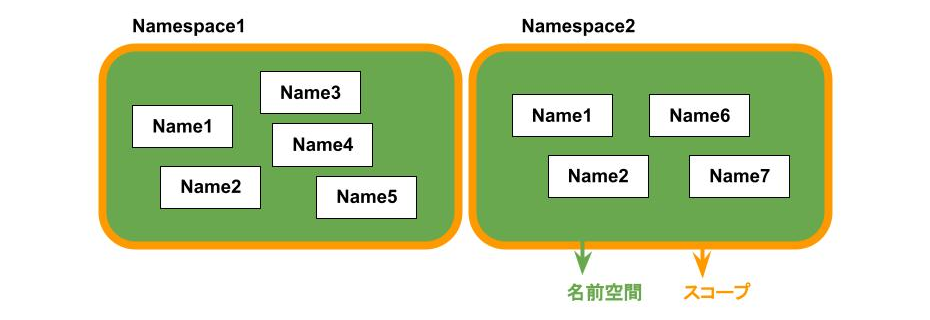 Namespace1
Name3
Name1
Name4
Name2
Name5
Namespace2
Name1
Name6
Name2
Name7
名前空間
スコープ